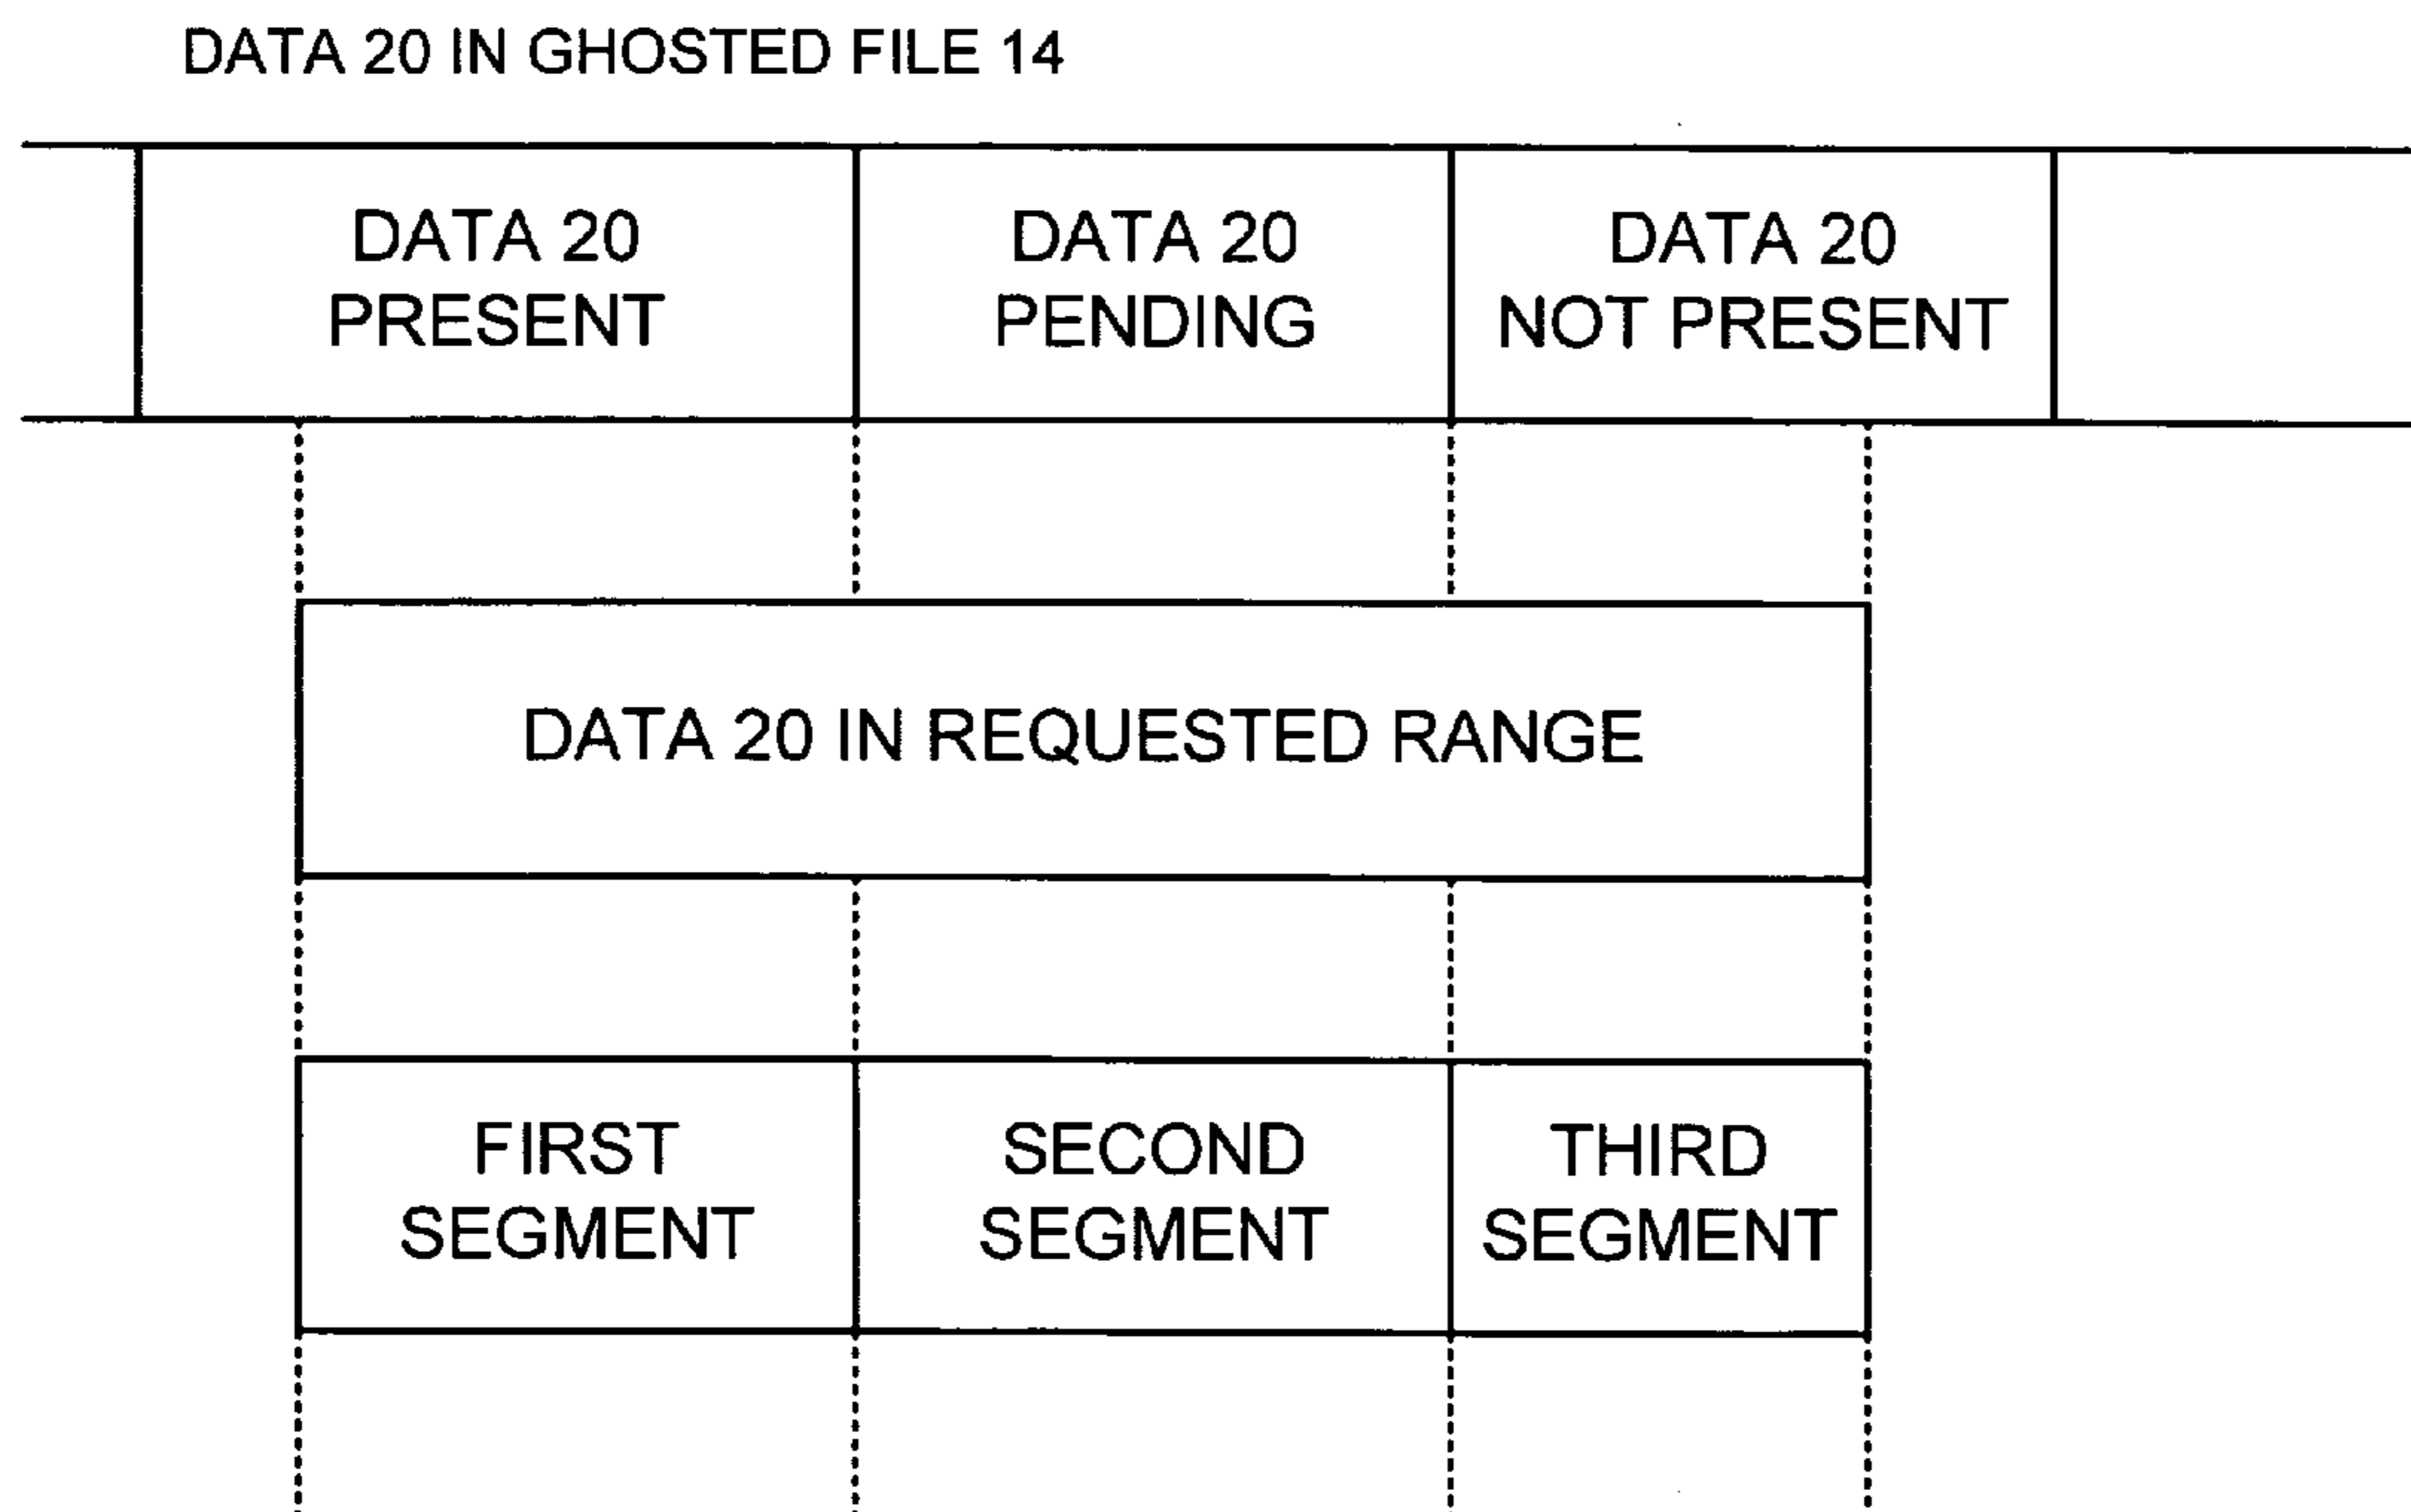 DATA 20 IN GHOSTED FILE 14
DATA 20
PRESENT
DATA 20
PENDING
DATA 20
NOT PRESENT
DATA 20 IN REQUESTED RANGE
FIRST
SEGMENT
SECOND
SEGMENT
THIRD
SEGMENT